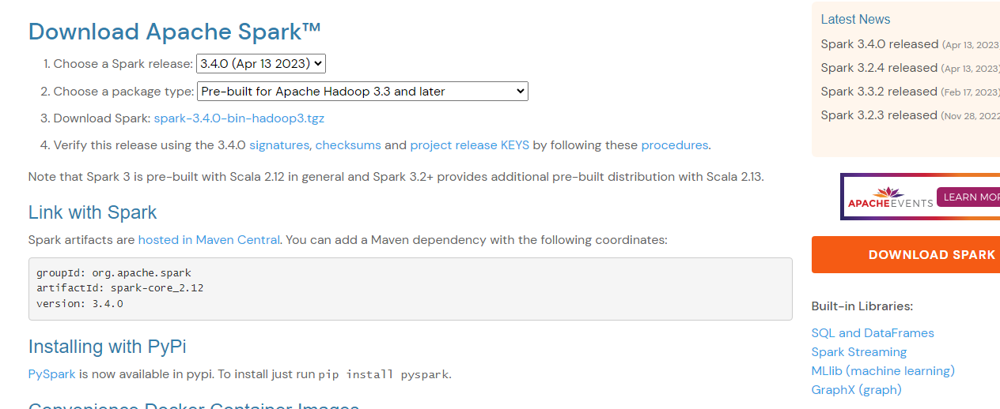 Download Apache Spark™
1. Choose a Spark release: 3.4.0 (Apr 13 2023)
2. Choose a package type: Pre-built for Apache Hadoop 3.3 and later
3. Download Spark: spark-3.4.0-bin-hadoop3.tgz
4. Verify this release using the 3.4.0 signatures, checksums and project release KEYS by following these procedures.
Note that Spark 3 is pre-built with Scala 2.12 in general and Spark 3.2+ provides additional pre-built distribution with Scala 2.13.
Link with Spark
Spark artifacts are hosted in Maven Central. You can add a Maven dependency with the following coordinates:
groupId: org.apache.spark
artifactId: spark-core_2.12
version: 3.4.0
Installing with PyPi
PySpark is now available in pypi. To install just run pip install pyspark.
Convenience Docker Container Images
Latest News
Spark 3.4.0 released (Apr 13, 2023
Spark 3.2.4 released (Apr 13, 2023)
Spark 3.3.2 released (Feb 17, 2023)
Spark 3.2.3 released (Nov 28, 2022
APACHEEVENTS LEARN MOR
DOWNLOAD SPARK
Built-in Libraries:
SQL and DataFrames
Spark Streaming
MLlib (machine learning)
GraphX (graph)